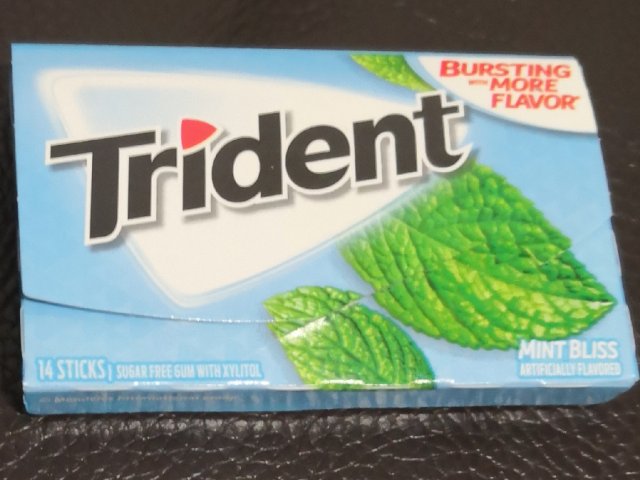 BURSTING
WITH MORE
FLAVOR
Trident
14 STICKS | SUGAR FREE GUM WITH XYLITOL
MINT BLISS
ARTIFICIALLY FLAVORED